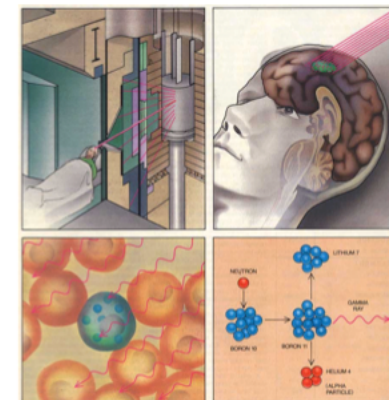 LITHIUM 7
NEUTRON
GAMMA
RAY
BORON 10
BORON 11
HELIUM 4
(ALPHA
PARTICLE)